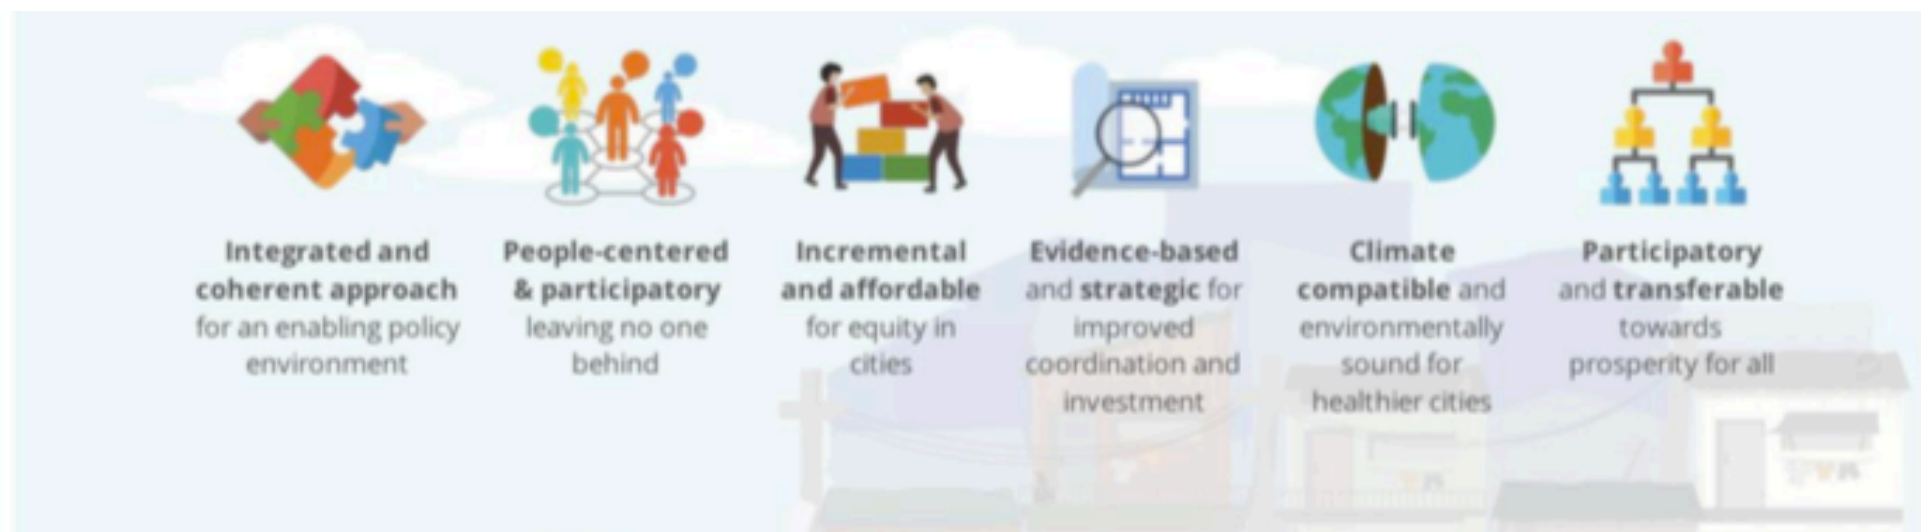 Integrated and
coherent approach
for an enabling policy
environment
People-centered
& participatory
leaving no one
behind
Incremental
and affordable
for equity in
cities
Evidence-based
and strategic for
improved
coordination and
investment
Climate
compatible and
environmentally
sound for
healthier cities
Participatory
and transferable
towards
prosperity for all